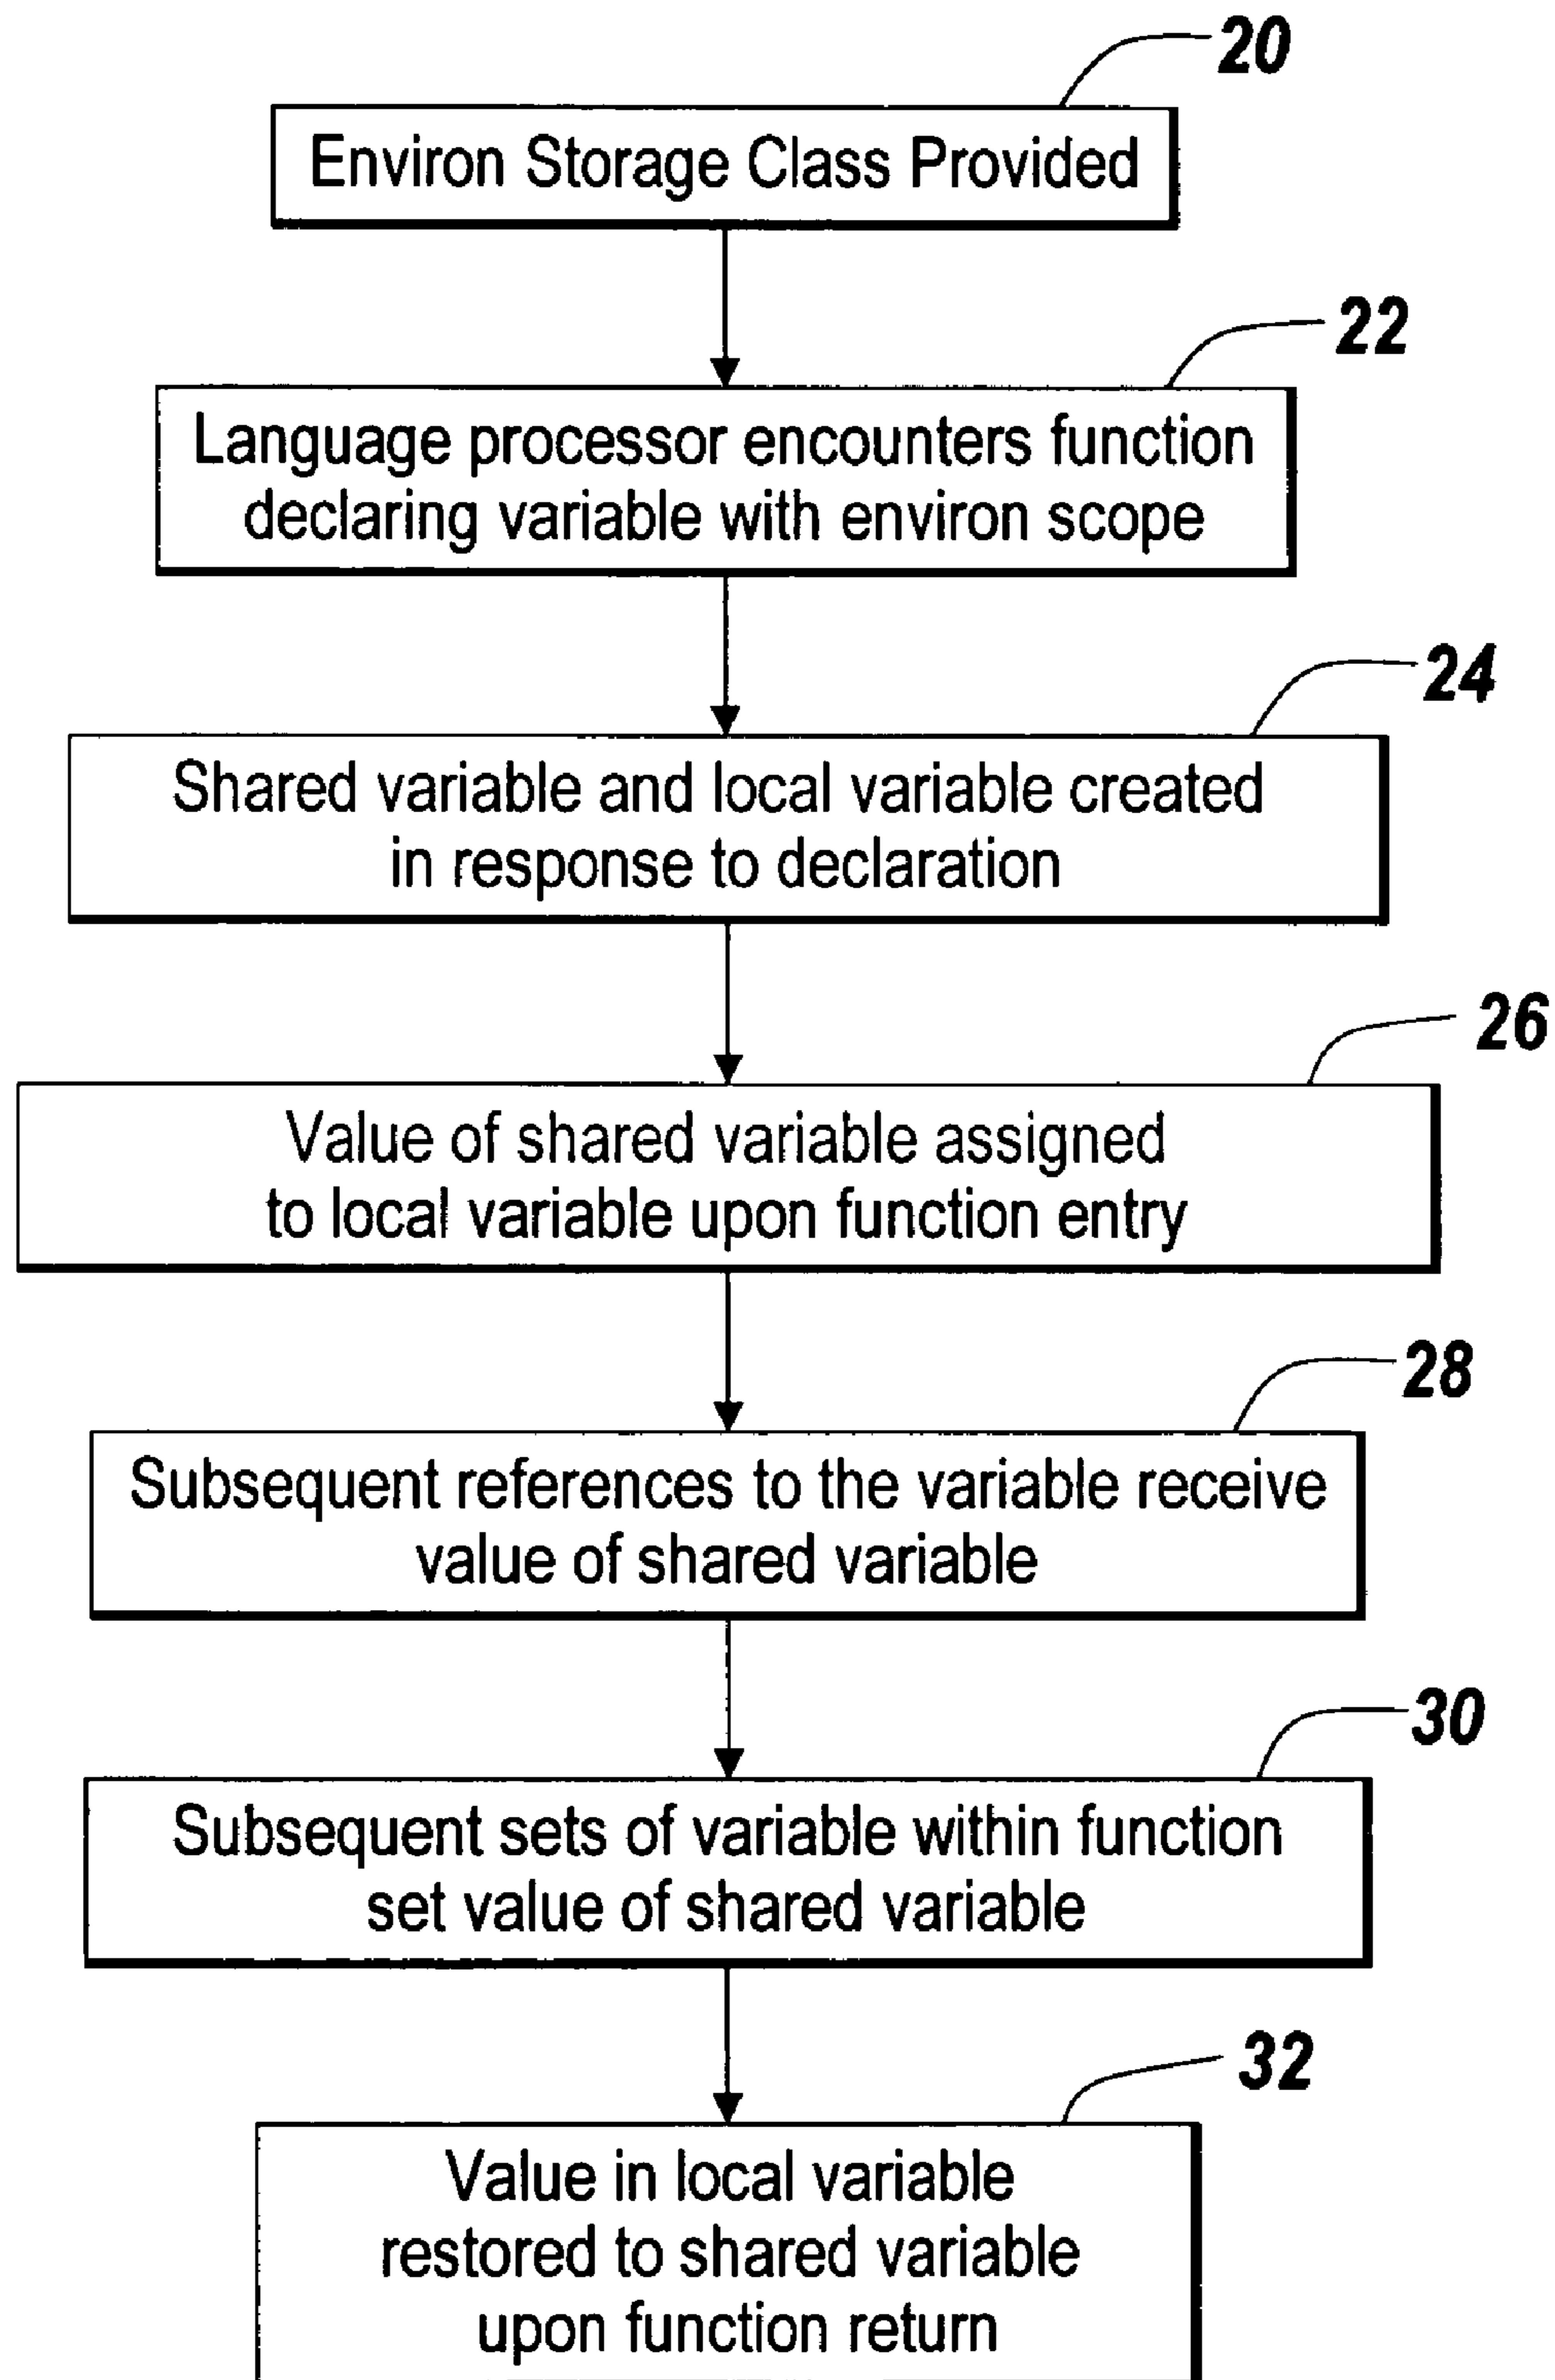 20
Environ Storage Class Provided
22
Language processor encounters function
declaring variable with environ scope
24
Shared variable and local variable created
in response to declaration
26
Value of shared variable assigned
to local variable upon function entry
28
Subsequent references to the variable receive
value of shared variable
30
Subsequent sets of variable within function
set value of shared variable
32
Value in local variable
restored to shared variable
upon function return